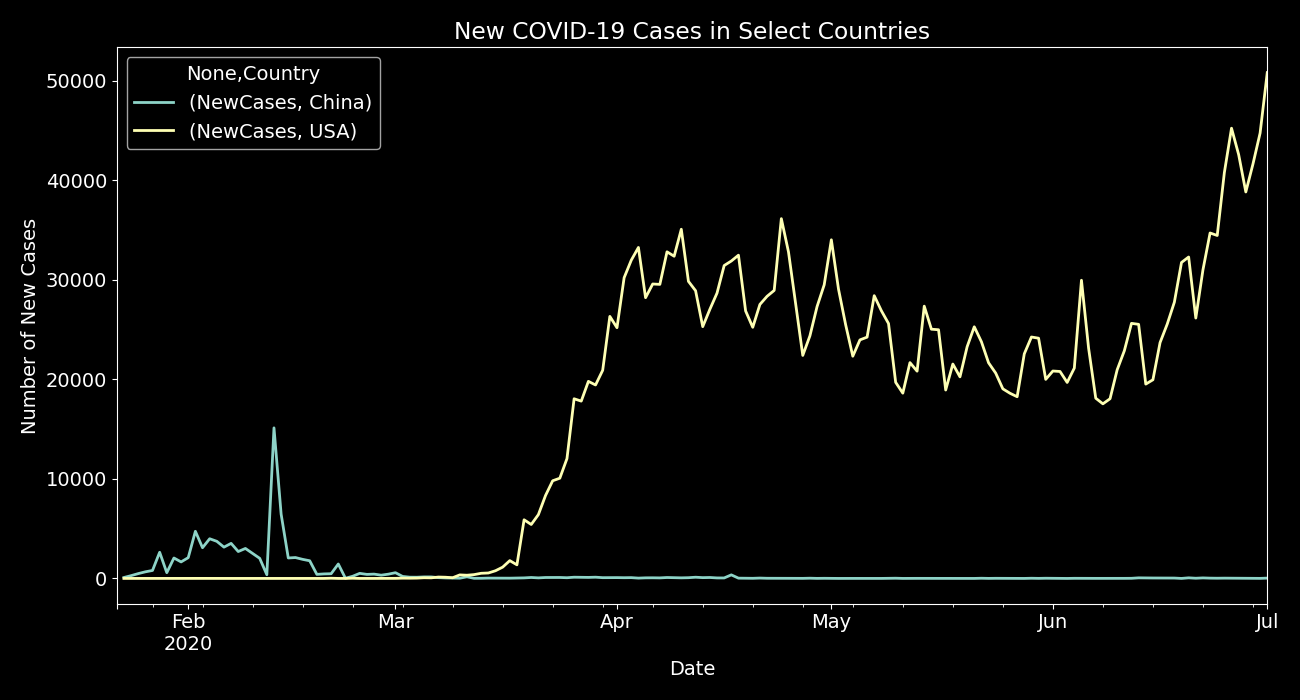 New COVID-19 Cases in Select Countries
None,Country
(NewCases, China)
(NewCases, USA)
50000
40000
30000
20000
10000
0
Number of New Cases
Feb Mar Apr May Jun Jul
2020
Date